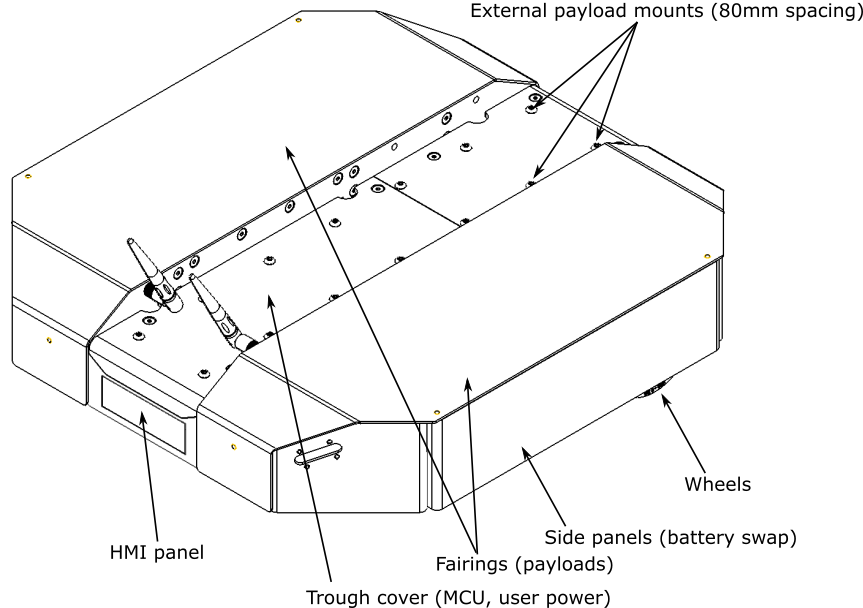 External payload mounts (80mm spacing)
Wheels
Side panels (battery swap)
HMI panel
Fairings (payloads)
Trough cover (MCU, user power)